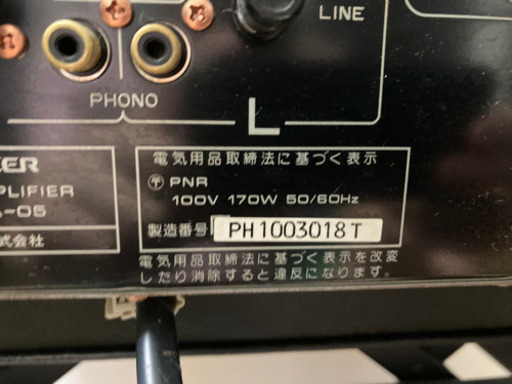 LINE
PHONO
L
電気用品取締法に基づく表示
〒 PNR
100V 170W 50/60Hz
製造番号 PH1003018T
電気用品取締法に基づく表示を改変
したり消除すると違反になります。
EER
PLIFIER
-05
式会社